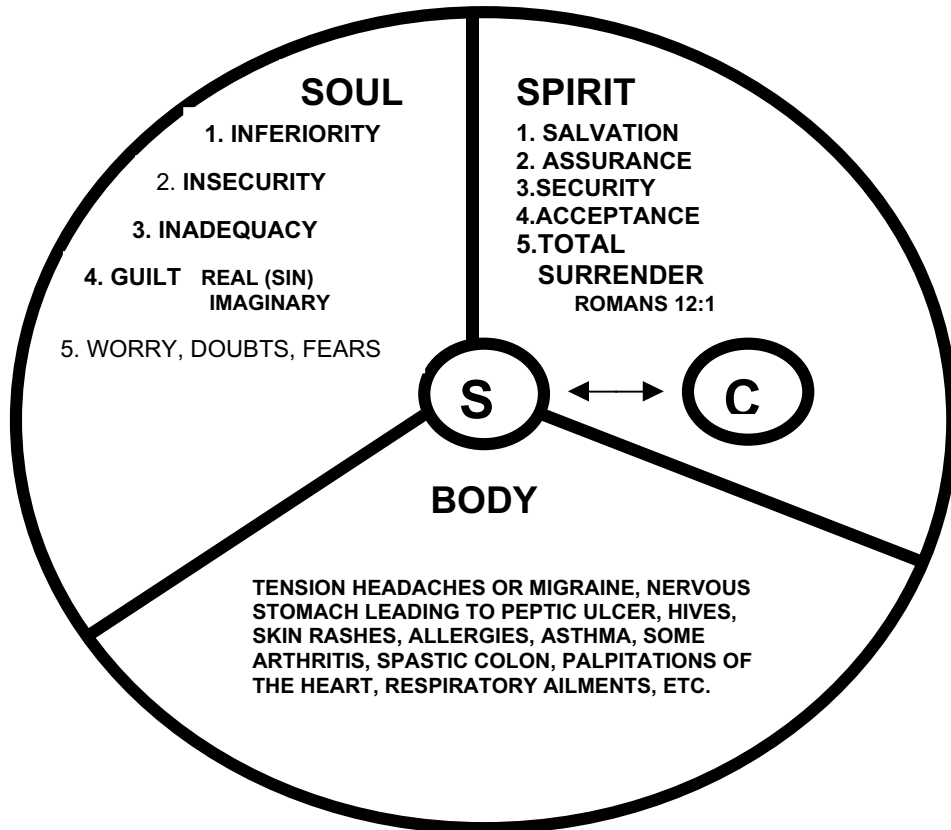 SOUL
1. INFERIORITY
2. INSECURITY
3. INADEQUACY
4. GUILT REAL (SIN)
IMAGINARY
5. WORRY, DOUBTS, FEARS
SPIRIT
1. SALVATION
2. ASSURANCE
3.SECURITY
4.ACCEPTANCE
5.TOTAL
SURRENDER
ROMANS 12:1
S
C
BODY
TENSION HEADACHES OR MIGRAINE, NERVOUS
STOMACH LEADING TO PEPTIC ULCER, HIVES,
SKIN RASHES, ALLERGIES, ASTHMA, SOME
ARTHRITIS, SPASTIC COLON, PALPITATIONS OF
THE HEART, RESPIRATORY AILMENTS, ETC.